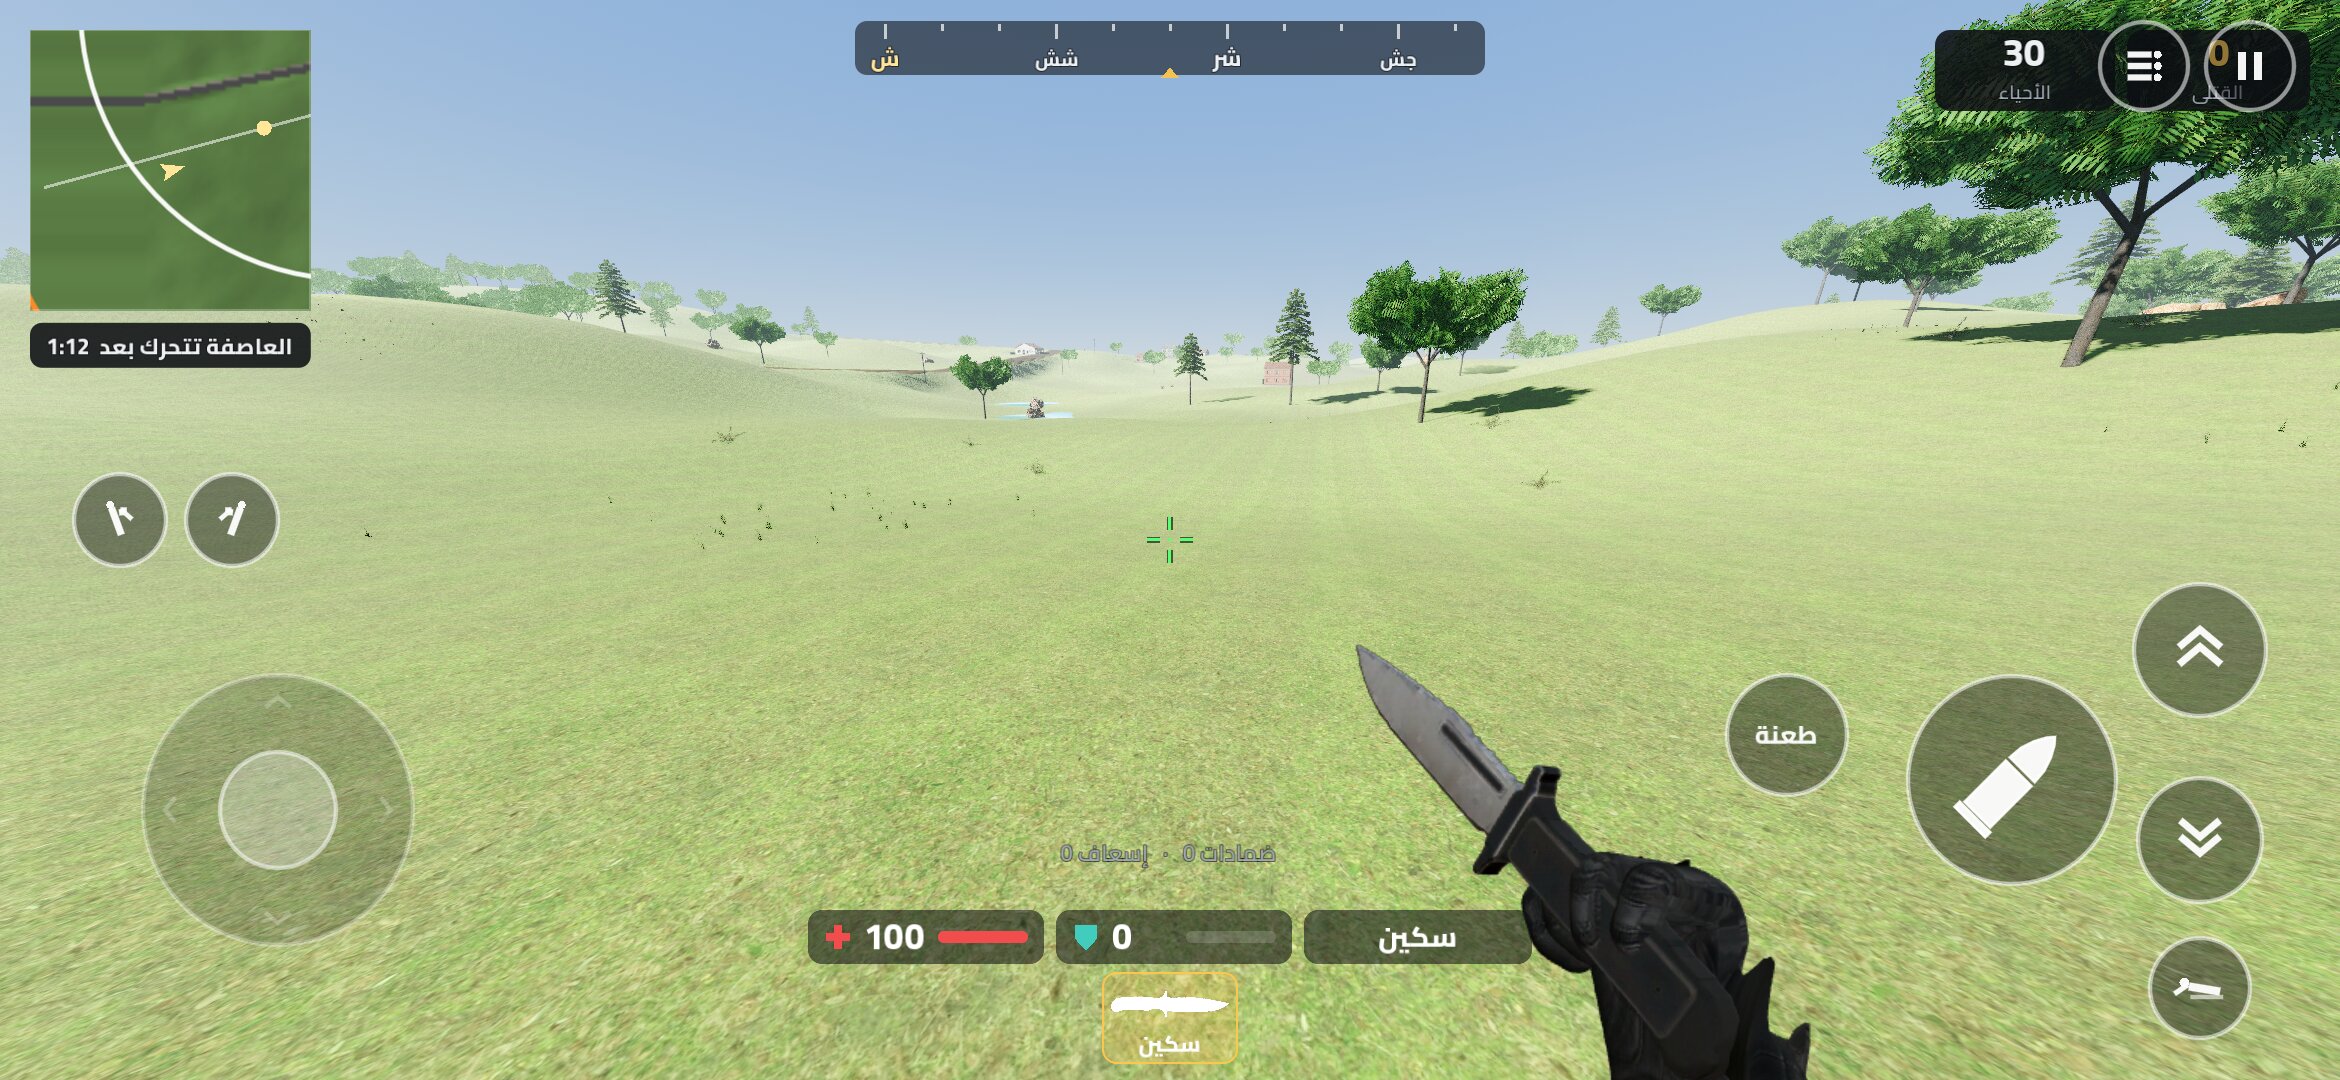 ش
شش
شر
جش
30
الأحياء
0
القتلى
العاصفة تتحرك بعد 1:12
طعنة
ضمادات 0 · إسعاف 0
100
0
سكين
سكين